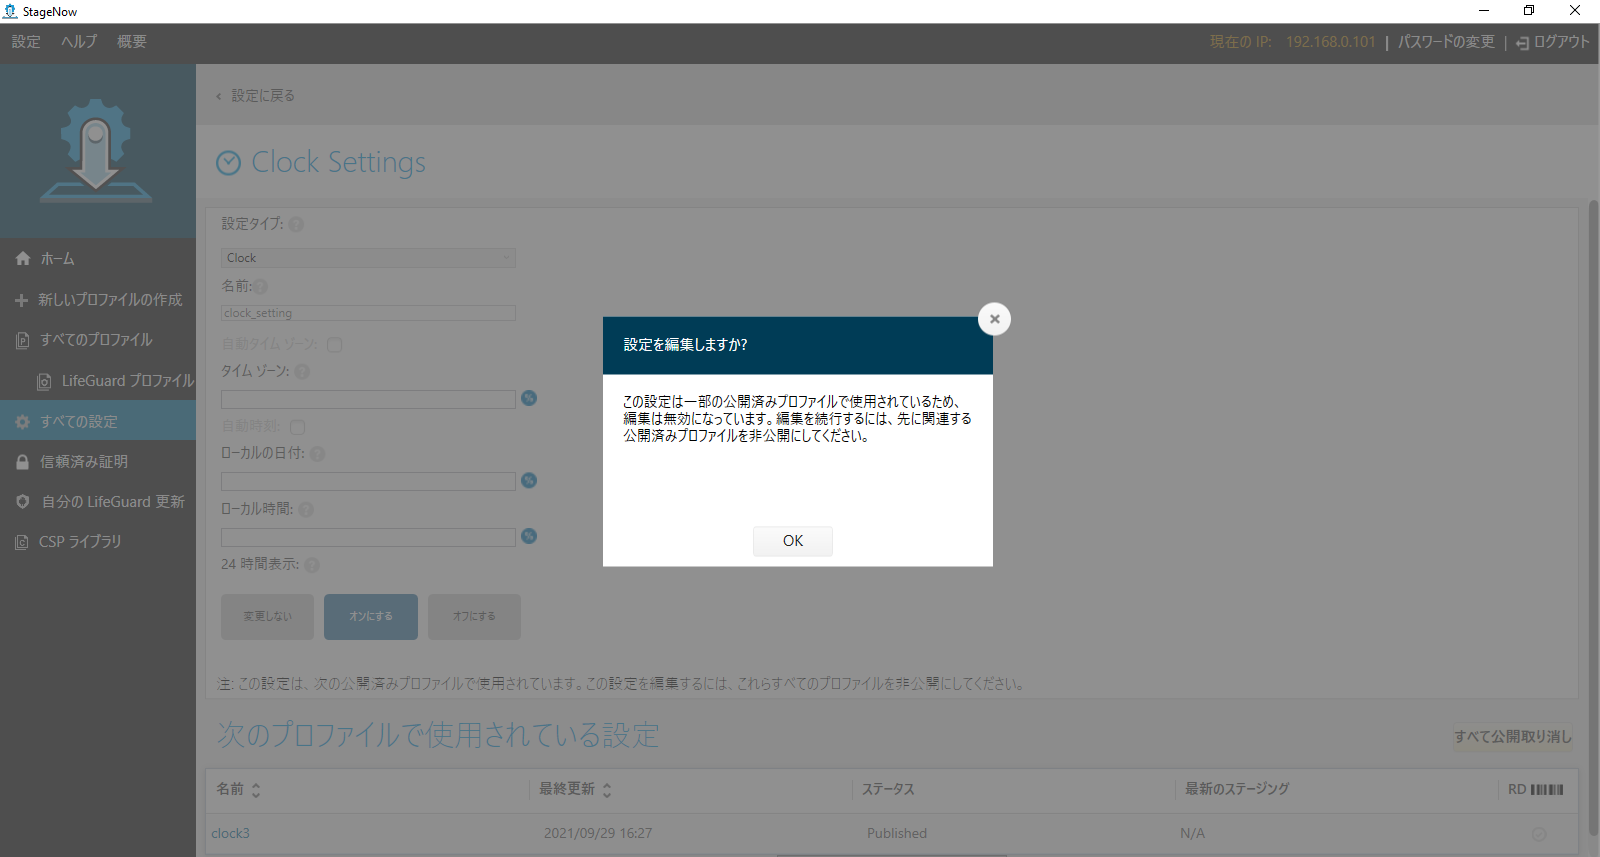 StageNow
設定 ヘルプ 概要
現在の IP: 192.168.0.101 | パスワードの変更 | ログアウト
設定に戻る
Clock Settings
ホーム
新しいプロファイルの作成
すべてのプロファイル
LifeGuard プロファイル
すべての設定
信頼済み証明
自分の LifeGuard 更新
CSP ライブラリ
設定タイプ: ?
Clock
名前: ?
clock_setting
自動タイム ゾーン:
タイム ゾーン: ?
自動時刻:
ローカルの日付: ?
ローカル時間: ?
24 時間表示: ?
変更しない オンにする オフにする
注: この設定は、次の公開済みプロファイルで使用されています。この設定を編集するには、これらすべてのプロファイルを非公開にしてください。
設定を編集しますか?
この設定は一部の公開済みプロファイルで使用されているため、
編集は無効になっています。編集を続行するには、先に関連する
公開済みプロファイルを非公開にしてください。
OK
次のプロファイルで使用されている設定
すべて公開取り消し
名前 最終更新 ステータス 最新のステージング RD
clock3 2021/09/29 16:27 Published N/A